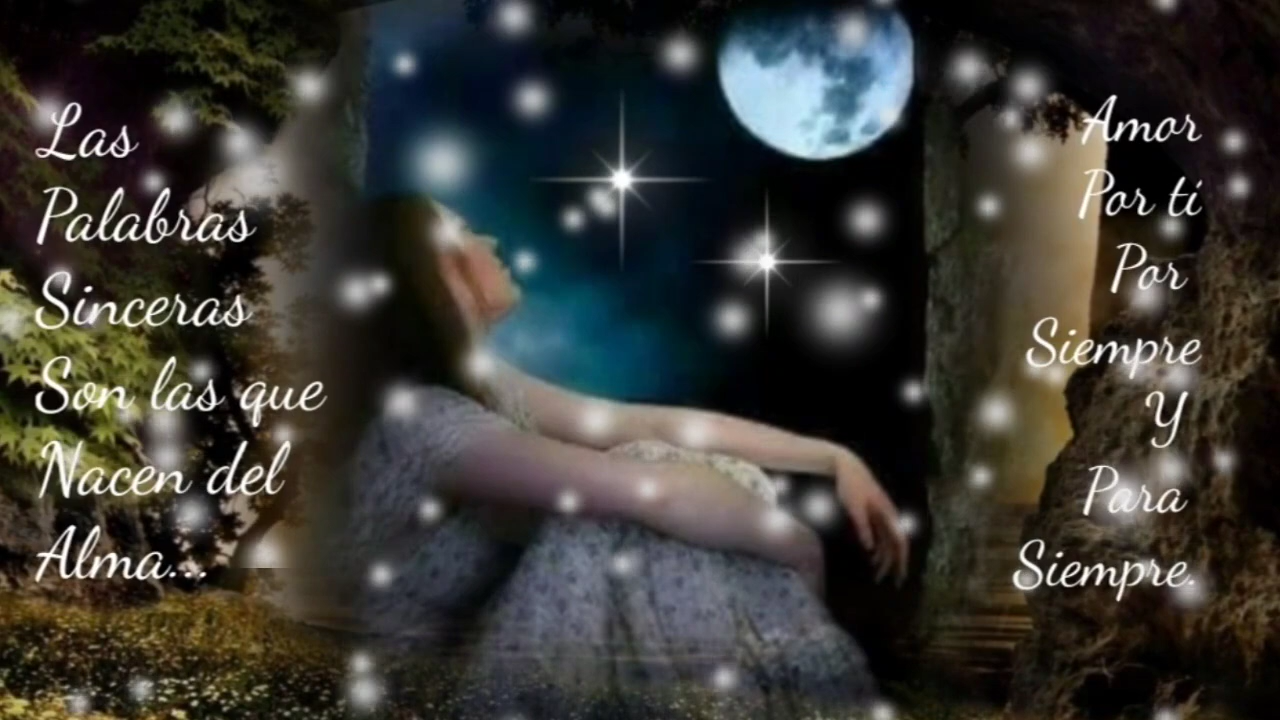 Las
Palabras
Sinceras
Son las que
Nacen del
Alma...
Amor
Por ti
Por
Siempre
Y
Para
Siempre.